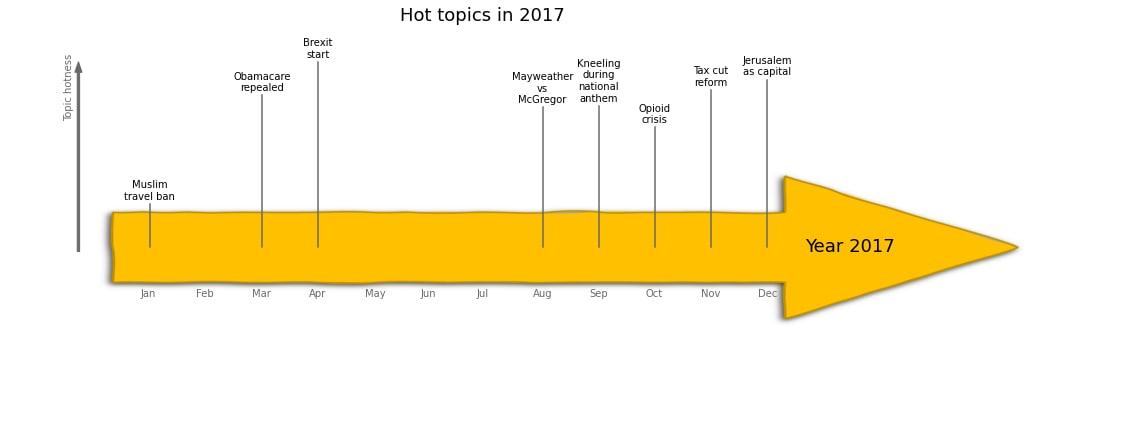 Hot topics in 2017
Topic hotness
Muslim
travel ban
Obamacare
repealed
Brexit
start
Mayweather
vs
McGregor
Kneeling
during
national
anthem
Opioid
crisis
Tax cut
reform
Jerusalem
as capital
Year 2017
Jan Feb Mar Apr May Jun Jul Aug Sep Oct Nov Dec